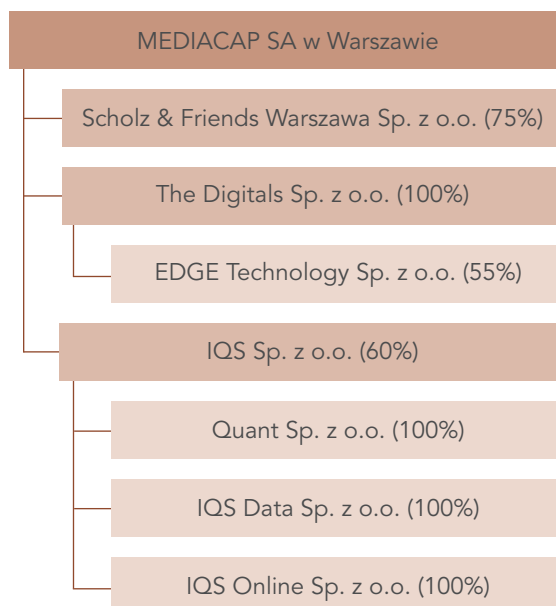 MEDIACAP SA w Warszawie
Scholz & Friends Warszawa Sp. z o.o. (75%)
The Digitals Sp. z o.o. (100%)
EDGE Technology Sp. z o.o. (55%)
IQS Sp. z o.o. (60%)
Quant Sp. z o.o. (100%)
IQS Data Sp. z o.o. (100%)
IQS Online Sp. z o.o. (100%)